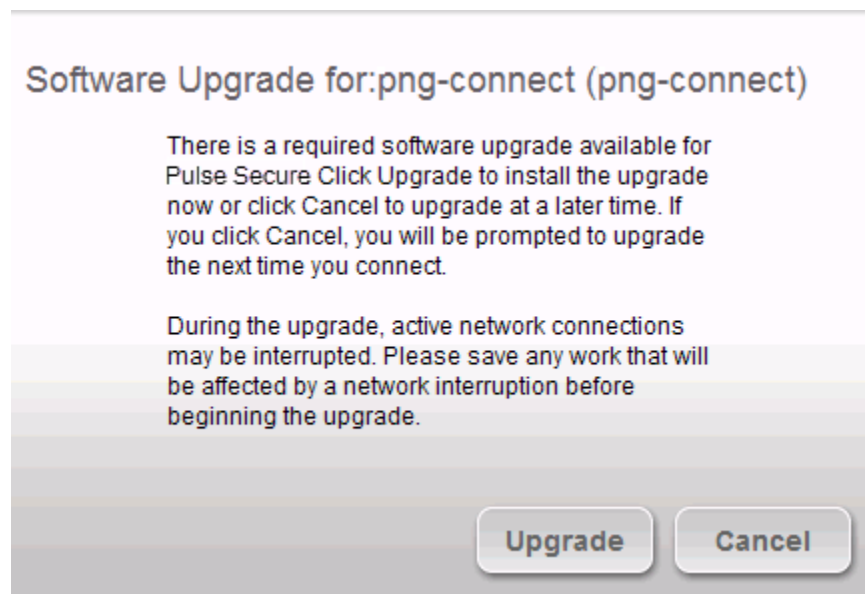 Software Upgrade for:png-connect (png-connect)
There is a required software upgrade available for
Pulse Secure Click Upgrade to install the upgrade
now or click Cancel to upgrade at a later time. If
you click Cancel, you will be prompted to upgrade
the next time you connect.
During the upgrade, active network connections
may be interrupted. Please save any work that will
be affected by a network interruption before
beginning the upgrade.
Upgrade Cancel